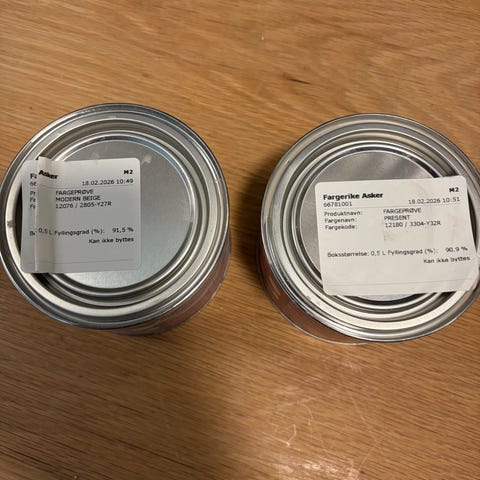 Asker
M2
18.02.2026 10:49
FARGEPRØVE
MODERN BEIGE
12076 / 2805-Y27R
0,5 L Fyllingsgrad (%): 91,5 %
Kan ikke byttes
Fargerike Asker
M2
66781001
18.02.2026 10:51
Produktnavn: FARGEPRØVE
Fargenavn: PRESENT
Fargekode: 12180 / 3304-Y32R
Boksstørrelse: 0,5 L Fyllingsgrad (%): 90,9 %
Kan ikke byttes